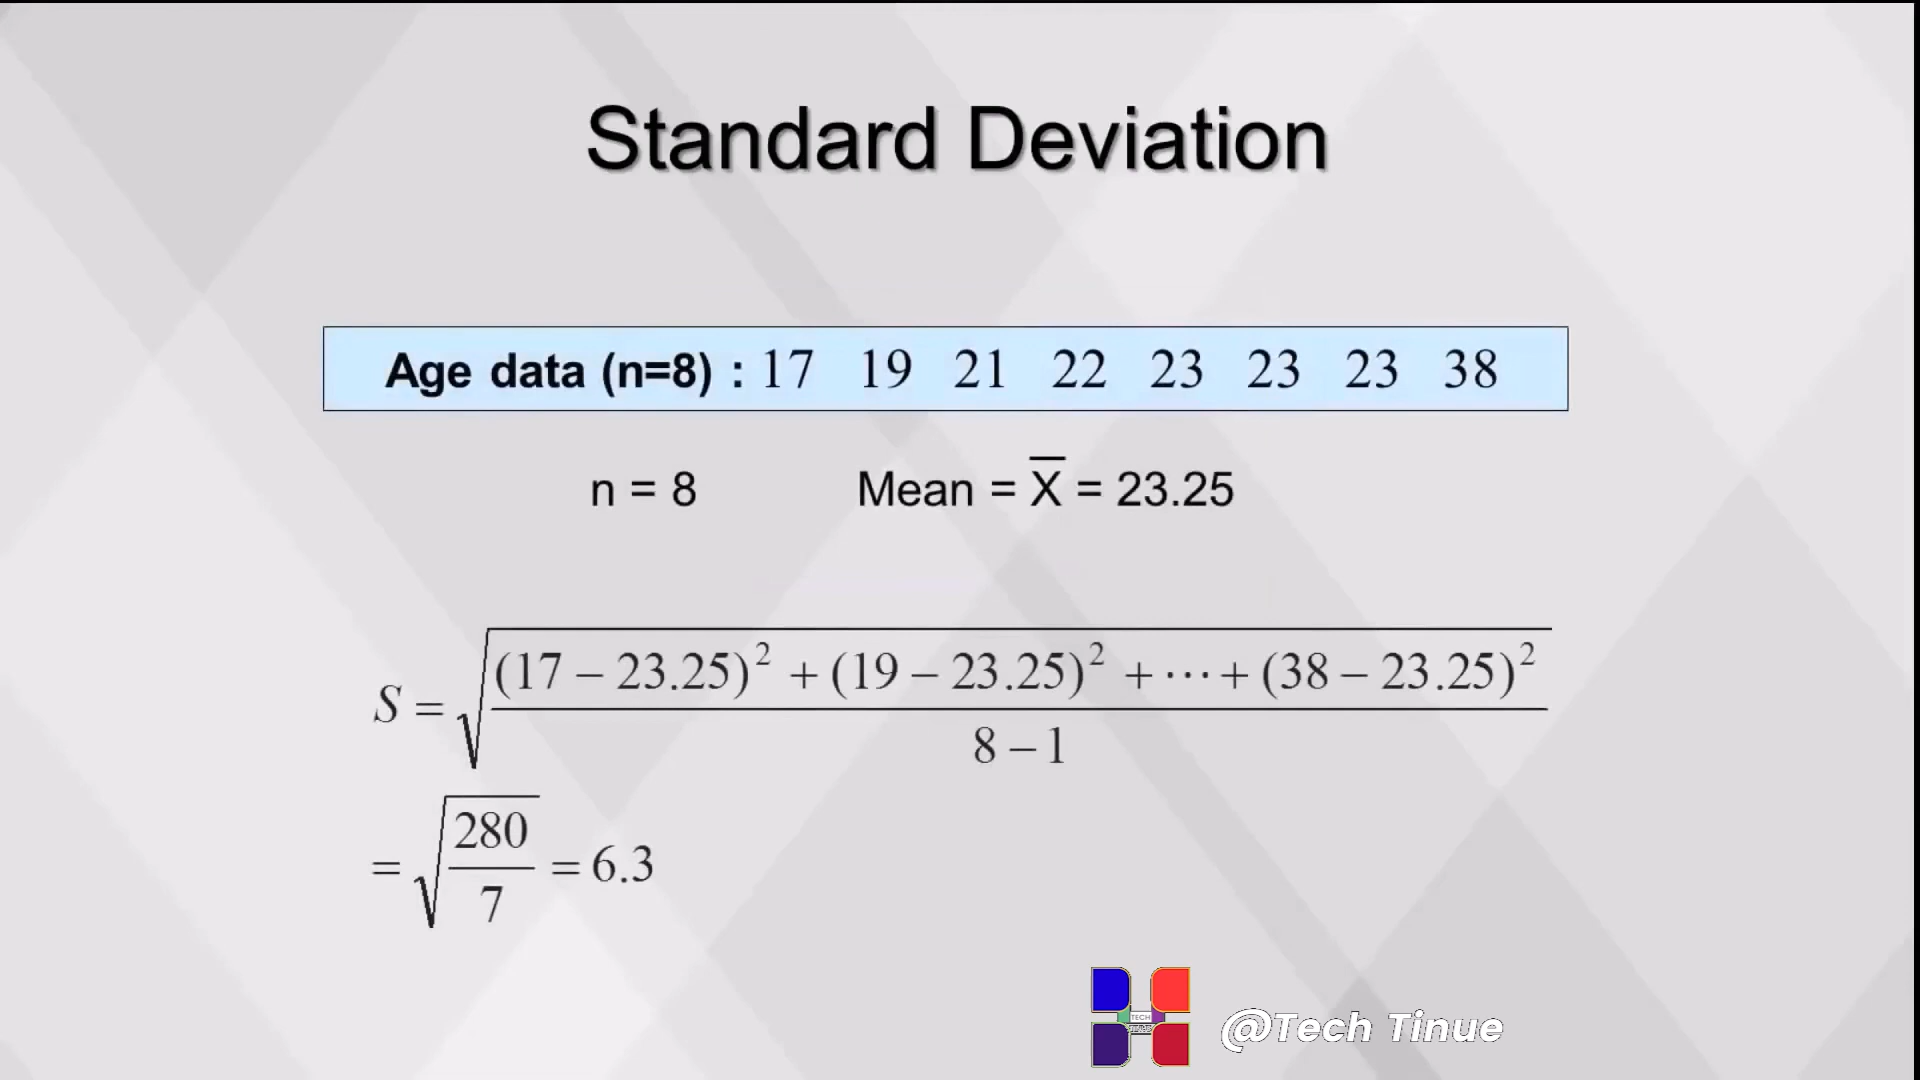 Standard Deviation
Age data (n=8) : 17 19 21 22 23 23 23 38
n = 8 Mean = X̅ = 23.25
S = √((17 – 23.25)² + (19 – 23.25)² + ⋯ + (38 – 23.25)² / 8 – 1)
= √(280 / 7) = 6.3
TECH
@Tech Tinue